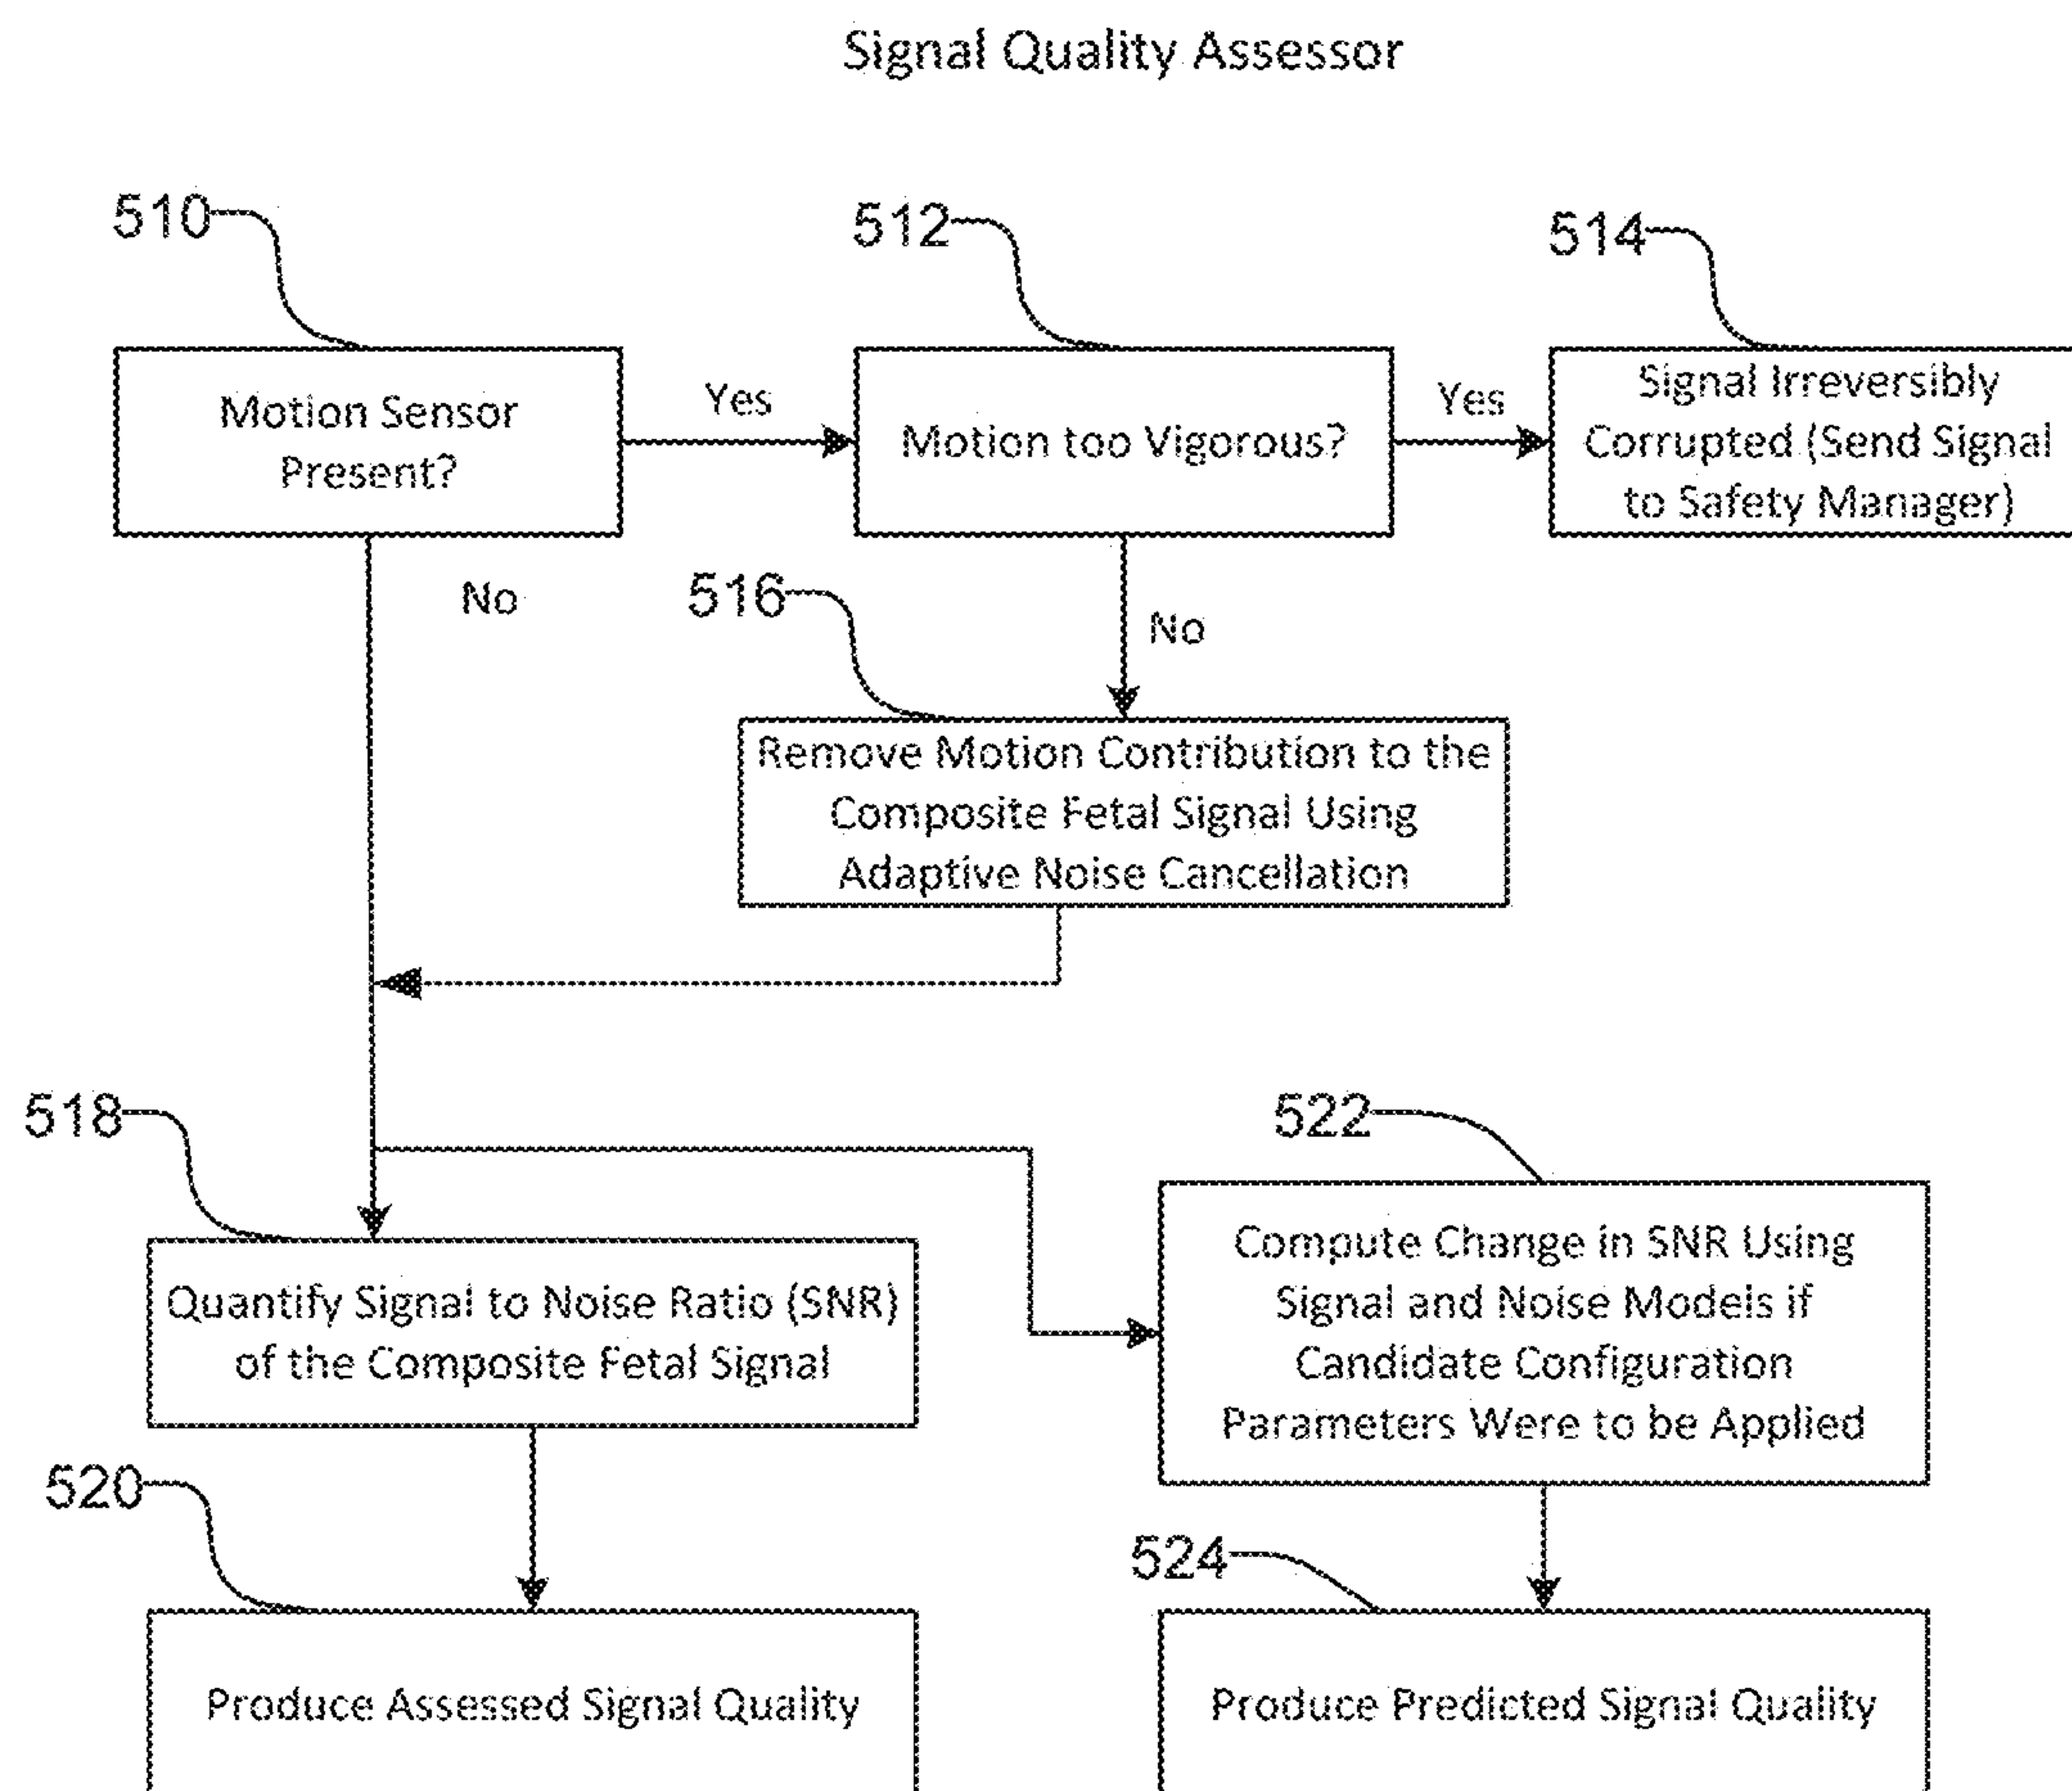 Signal Quality Assessor
510
512
514
Motion Sensor
Present?
Yes
Motion too Vigorous?
Yes
Signal Irreversibly
Corrupted (Send Signal
to Safety Manager)
No
516
No
Remove Motion Contribution to the
Composite Fetal Signal Using
Adaptive Noise Cancellation
518
522
Quantify Signal to Noise Ratio (SNR)
of the Composite Fetal Signal
Compute Change in SNR Using
Signal and Noise Models if
Candidate Configuration
Parameters Were to be Applied
520
524
Produce Assessed Signal Quality
Produce Predicted Signal Quality